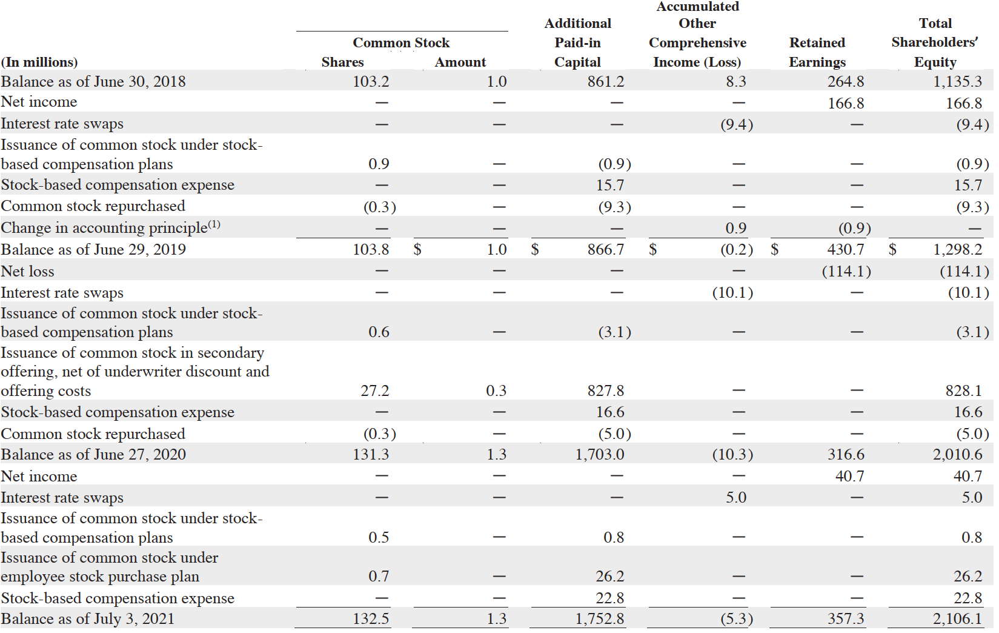 Accumulated
Additional Other Total
Common Stock Paid-in Comprehensive Retained Shareholders’
(In millions) Shares Amount Capital Income (Loss) Earnings Equity
Balance as of June 30, 2018 103.2 1.0 861.2 8.3 264.8 1,135.3
Net income — — — — 166.8 166.8
Interest rate swaps — — — (9.4) — (9.4)
Issuance of common stock under stock-
based compensation plans 0.9 — (0.9) — — (0.9)
Stock-based compensation expense — — 15.7 — — 15.7
Common stock repurchased (0.3) — (9.3) — — (9.3)
Change in accounting principle(1) — — — 0.9 (0.9) —
Balance as of June 29, 2019 103.8 $ 1.0 $ 866.7 $ (0.2) $ 430.7 $ 1,298.2
Net loss — — — — (114.1) (114.1)
Interest rate swaps — — — (10.1) — (10.1)
Issuance of common stock under stock-
based compensation plans 0.6 — (3.1) — — (3.1)
Issuance of common stock in secondary
offering, net of underwriter discount and
offering costs 27.2 0.3 827.8 — — 828.1
Stock-based compensation expense — — 16.6 — — 16.6
Common stock repurchased (0.3) — (5.0) — — (5.0)
Balance as of June 27, 2020 131.3 1.3 1,703.0 (10.3) 316.6 2,010.6
Net income — — — — 40.7 40.7
Interest rate swaps — — — 5.0 — 5.0
Issuance of common stock under stock-
based compensation plans 0.5 — 0.8 — — 0.8
Issuance of common stock under
employee stock purchase plan 0.7 — 26.2 — — 26.2
Stock-based compensation expense — — 22.8 — — 22.8
Balance as of July 3, 2021 132.5 1.3 1,752.8 (5.3) 357.3 2,106.1